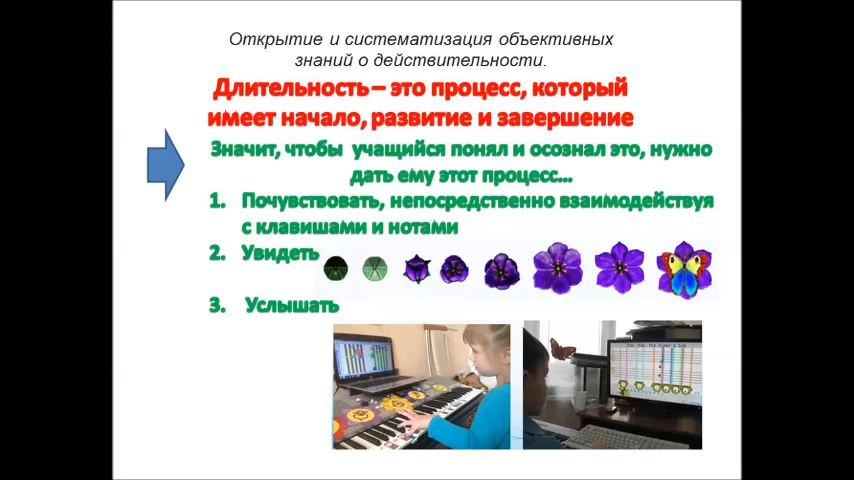 Открытие и систематизация объективных
знаний о действительности.
Длительность – это процесс, который
имеет начало, развитие и завершение
Значит, чтобы учащийся понял и осознал это, нужно
дать ему этот процесс...
1. Почувствовать, непосредственно взаимодействуя
с клавишами и нотами
2. Увидеть
3. Услышать